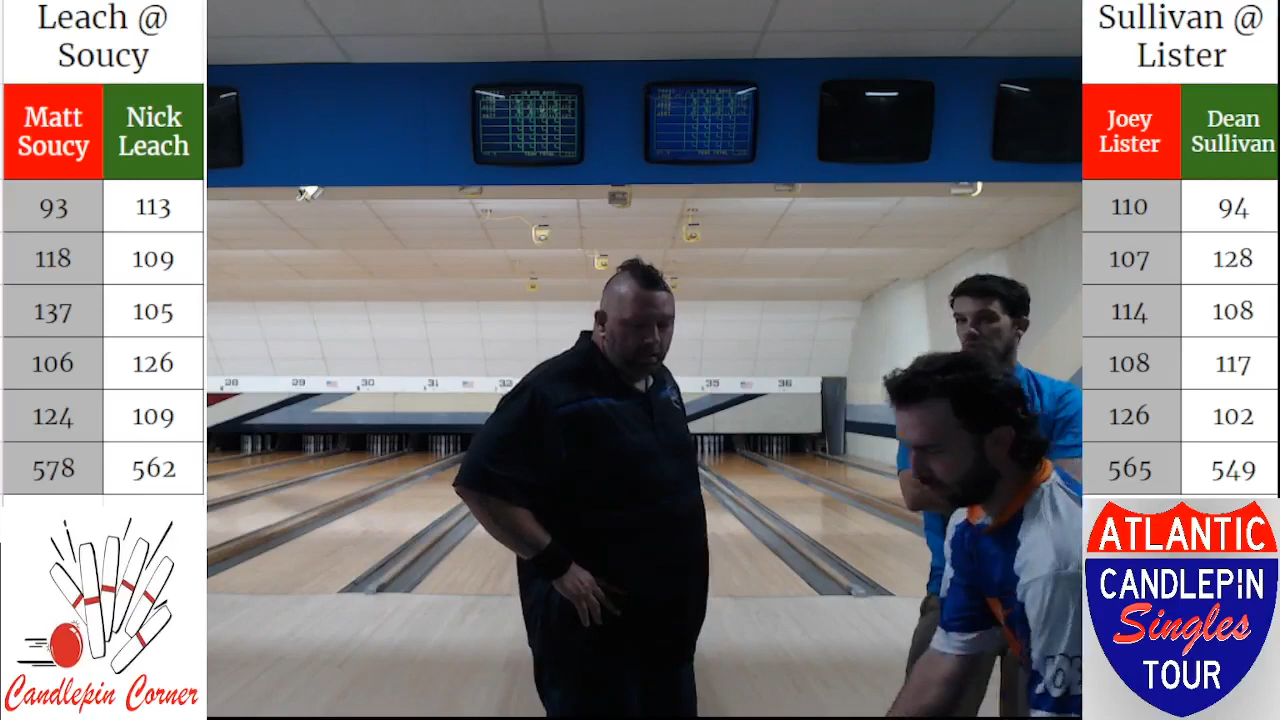 Leach @
Soucy
Matt
Soucy
Nick
Leach
93 113
118 109
137 105
106 126
124 109
578 562
Candlepin Corner
28 29 30 31 35 36
Sullivan @
Lister
Joey
Lister
Dean
Sullivan
110 94
107 128
114 108
108 117
126 102
565 549
ATLANTIC
CANDLEPIN
Singles
TOUR